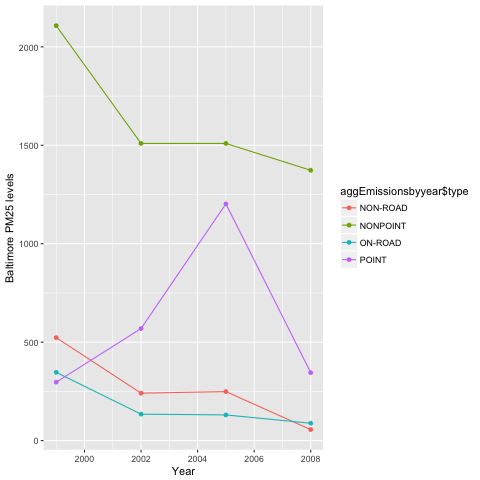 2000
1500
1000
500
0
Baltimore PM25 levels
2000
2002
2004
2006
2008
Year
aggEmissionsbyyear$type
NON-ROAD
NONPOINT
ON-ROAD
POINT